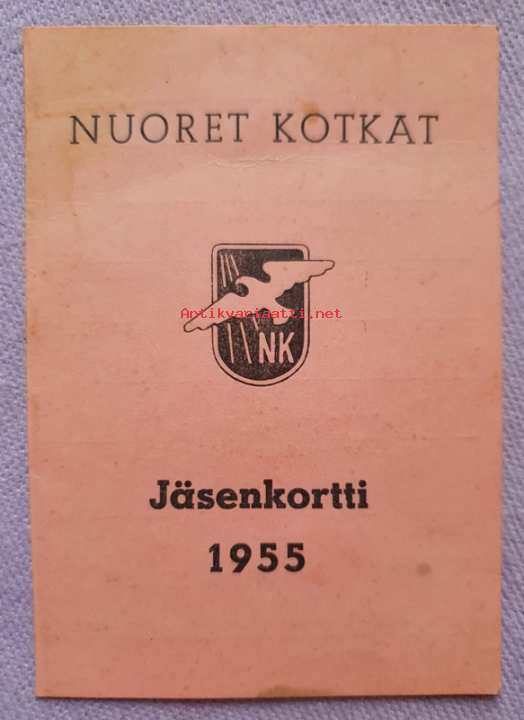 NUORET KOTKAT
Antikvariaatti.net
NK
Jäsenkortti
1955